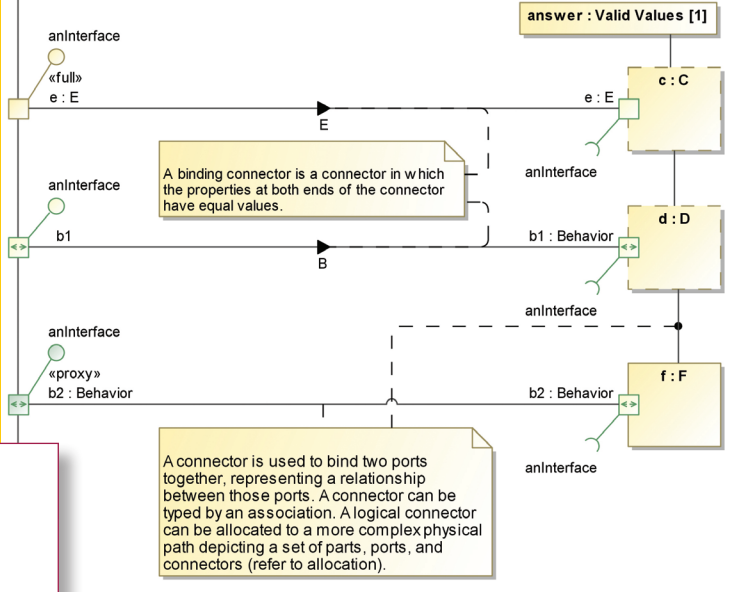 answer : Valid Values [1]
anInterface
«full»
e : E
E
e : E
c : C
anInterface
A binding connector is a connector in which
the properties at both ends of the connector
have equal values.
anInterface
b1
B
b1 : Behavior
d : D
anInterface
anInterface
«proxy»
b2 : Behavior
b2 : Behavior
f : F
anInterface
A connector is used to bind two ports
together, representing a relationship
between those ports. A connector can be
typed by an association. A logical connector
can be allocated to a more complex physical
path depicting a set of parts, ports, and
connectors (refer to allocation).